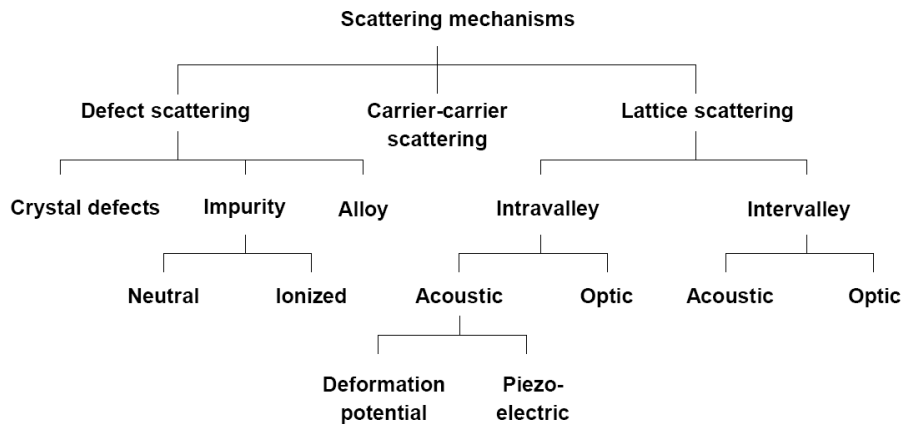 Scattering mechanisms
Defect scattering
Carrier-carrier
scattering
Lattice scattering
Crystal defects
Impurity
Alloy
Intravalley
Intervalley
Neutral
Ionized
Acoustic
Optic
Acoustic
Optic
Deformation
potential
Piezo-
electric